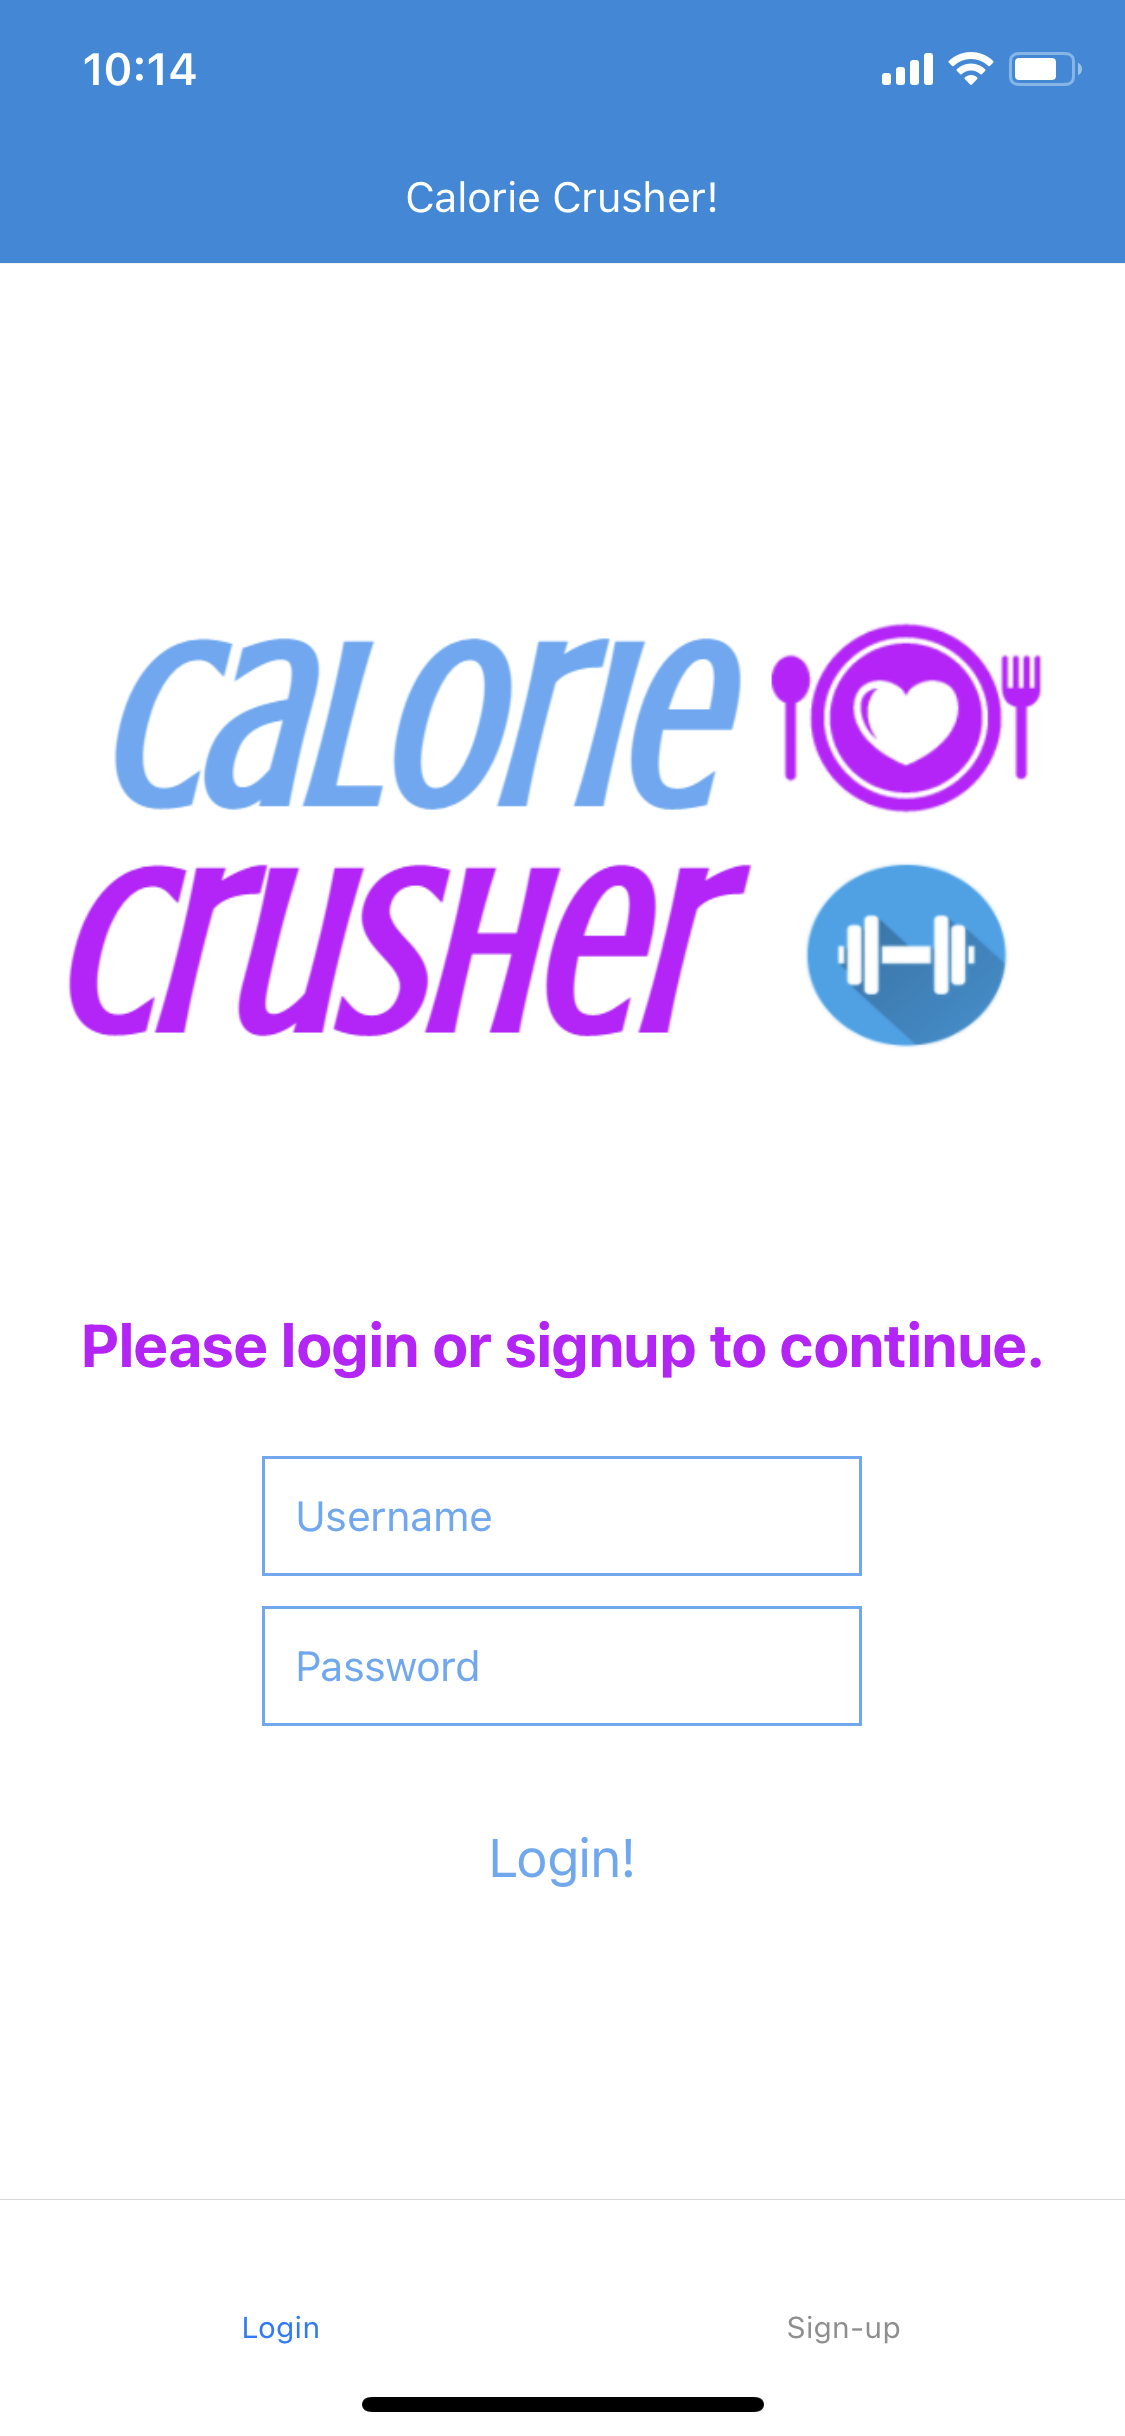 10:14
Calorie Crusher!
CaLorie
CrusHer
Please login or signup to continue.
Username
Password
Login!
Login
Sign-up